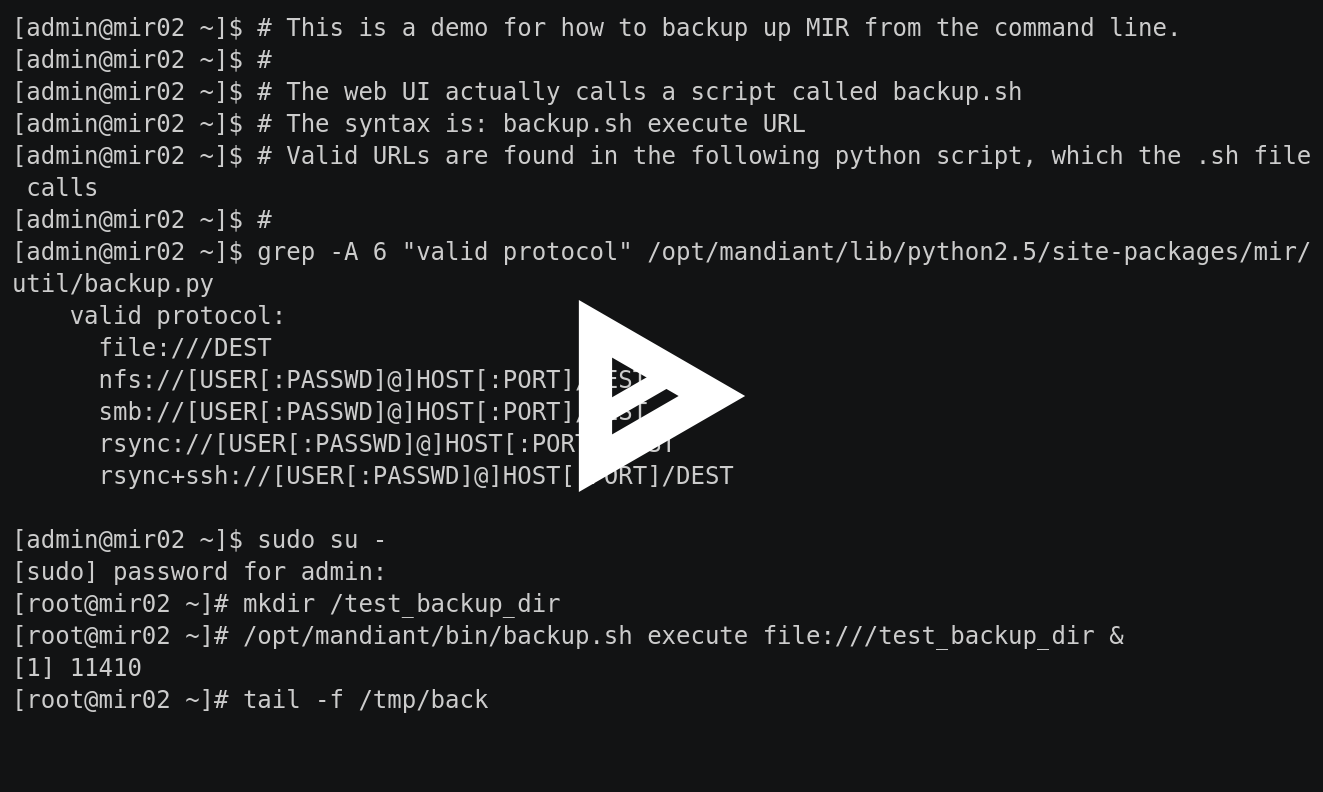 [admin@mir02 ~]$ # This is a demo for how to backup up MIR from the command line.
[admin@mir02 ~]$ #
[admin@mir02 ~]$ # The web UI actually calls a script called backup.sh
[admin@mir02 ~]$ # The syntax is: backup.sh execute URL
[admin@mir02 ~]$ # Valid URLs are found in the following python script, which the .sh file
 calls
[admin@mir02 ~]$ #
[admin@mir02 ~]$ grep -A 6 "valid protocol" /opt/mandiant/lib/python2.5/site-packages/mir/
util/backup.py
    valid protocol:
      file:///DEST
      nfs://[USER[:PASSWD]@]HOST[:PORT]/DEST
      smb://[USER[:PASSWD]@]HOST[:PORT]/DEST
      rsync://[USER[:PASSWD]@]HOST[:PORT]/DEST
      rsync+ssh://[USER[:PASSWD]@]HOST[:PORT]/DEST
[admin@mir02 ~]$ sudo su -
[sudo] password for admin:
[root@mir02 ~]# mkdir /test_backup_dir
[root@mir02 ~]# /opt/mandiant/bin/backup.sh execute file:///test_backup_dir &
[1] 11410
[root@mir02 ~]# tail -f /tmp/back